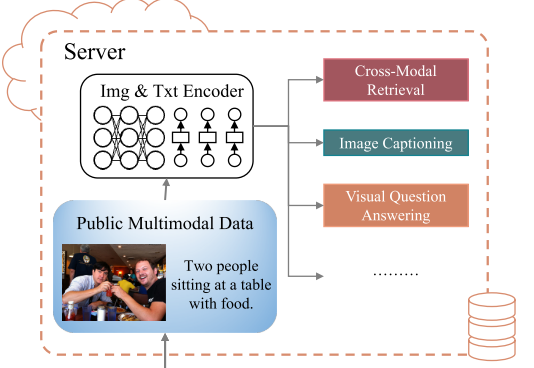 Server
Img & Txt Encoder
Cross-Modal
Retrieval
Image Captioning
Visual Question
Answering
.........
Public Multimodal Data
Two people
sitting at a table
with food.